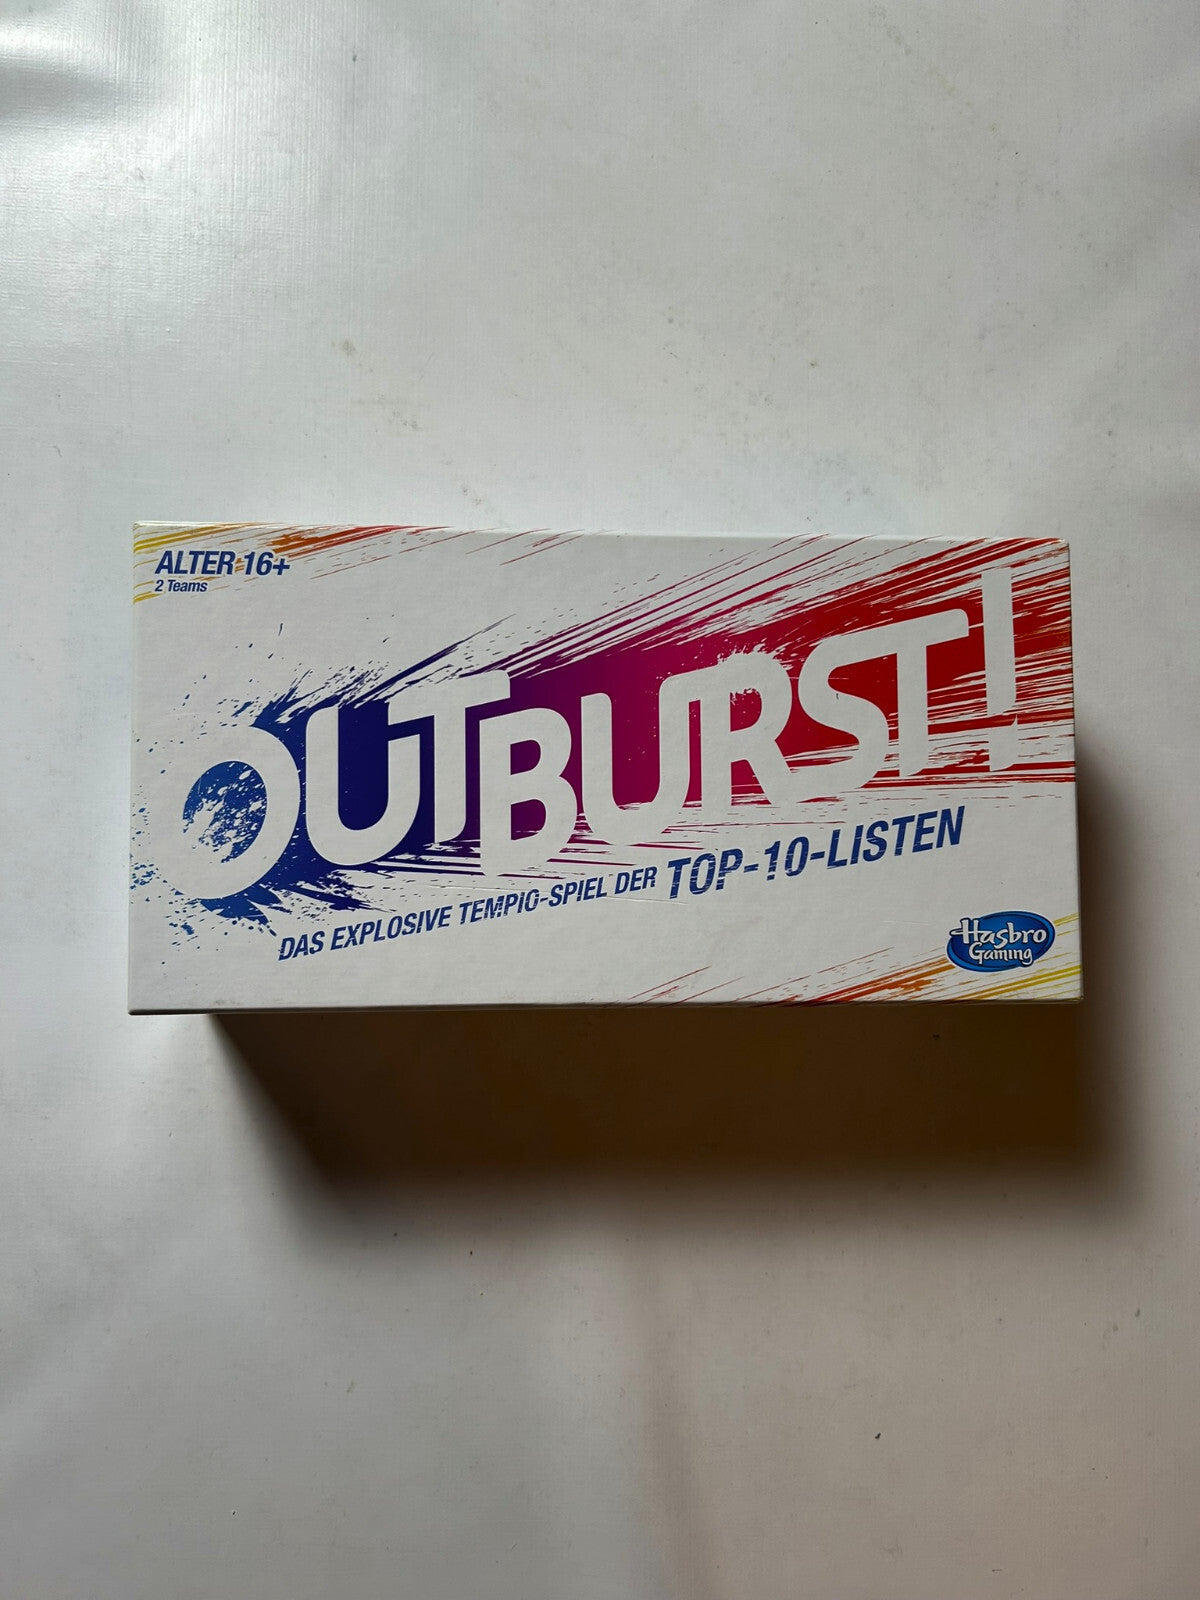 ALTER 16+
2 Teams
OUTBURST!
DAS EXPLOSIVE TEMPIO-SPIEL DER TOP-10-LISTEN
Hasbro
Gaming